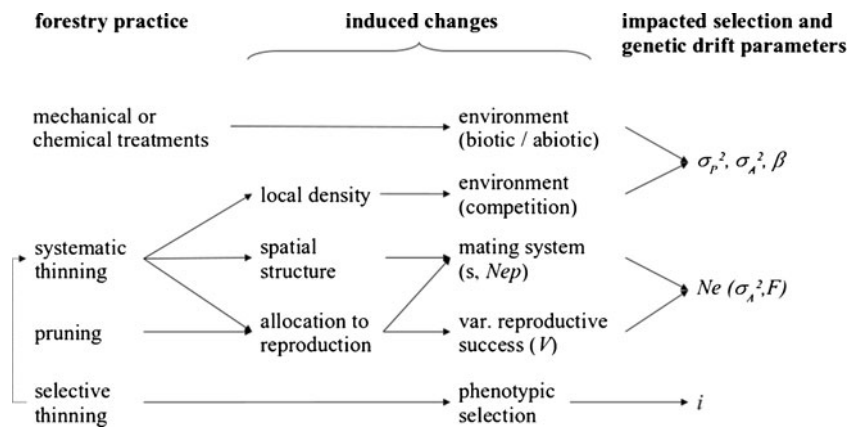 forestry practice
induced changes
impacted selection and
genetic drift parameters
mechanical or
chemical treatments
environment
(biotic / abiotic)
σP², σA², β
local density
environment
(competition)
systematic
thinning
spatial
structure
mating system
(s, Nep)
Ne (σA²,F)
pruning
allocation to
reproduction
var. reproductive
success (V)
selective
thinning
phenotypic
selection
i